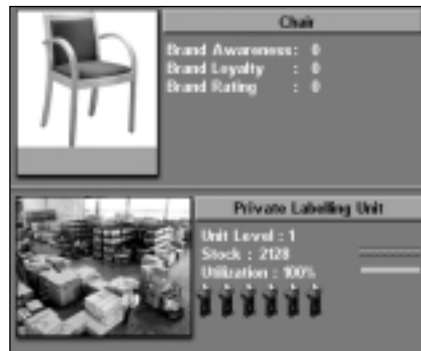 Chair
Brand Awareness: 0
Brand Loyalty : 0
Brand Rating : 0
Private Labelling Unit
Unit Level : 1
Stock : 2128
Utilization : 100%